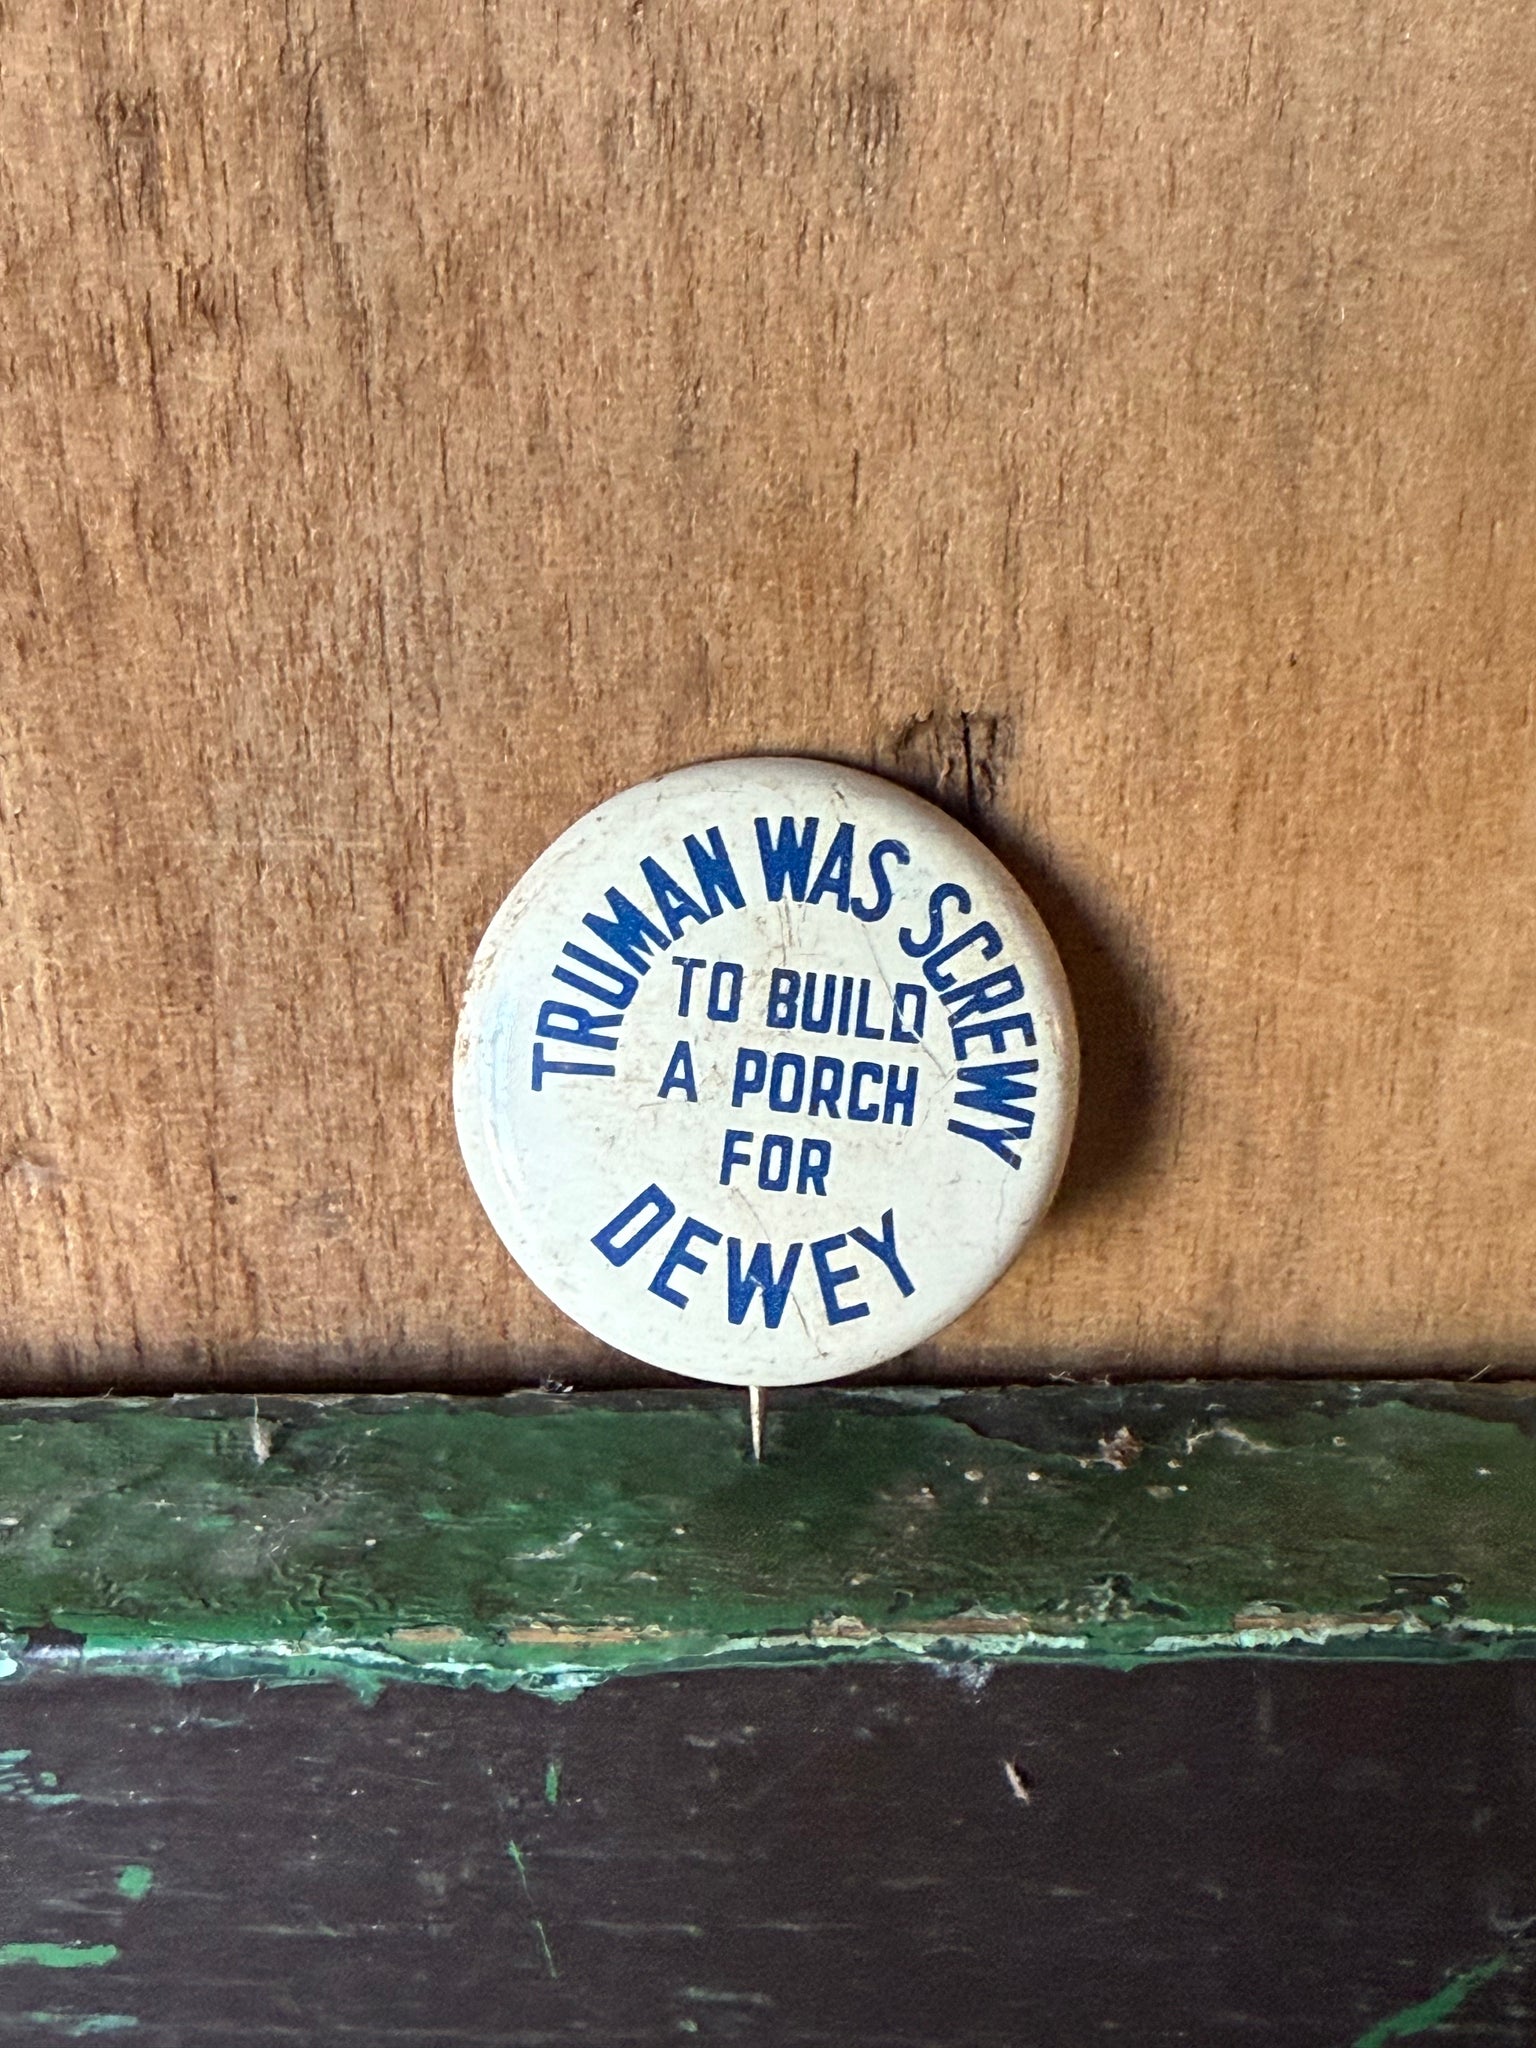 TRUMAN WAS SCREWY
TO BUILD
A PORCH
FOR
DEWEY